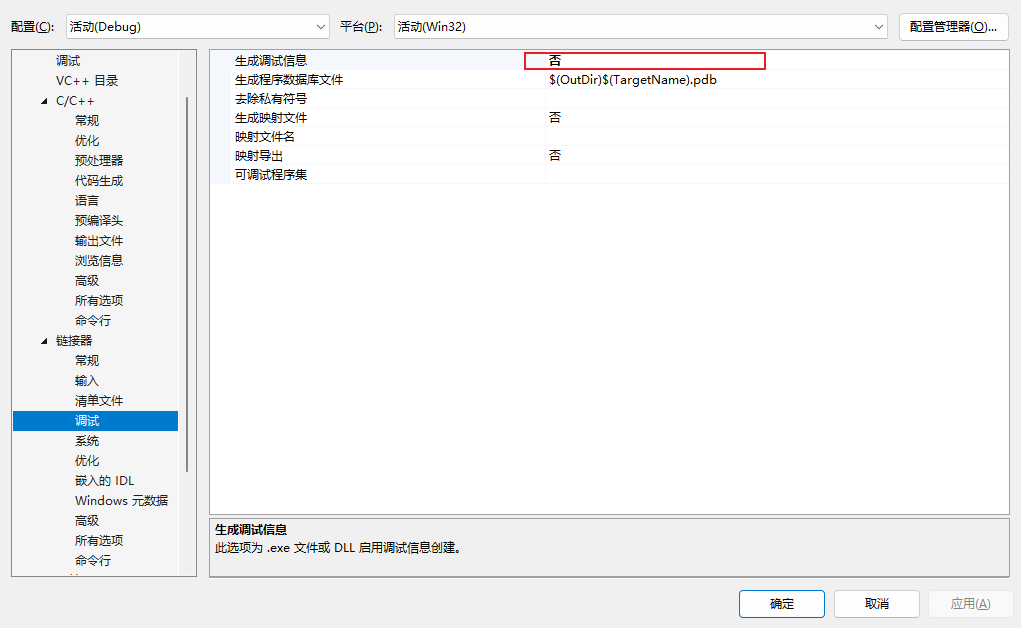 配置(C): 活动(Debug) 平台(P): 活动(Win32) 配置管理器(O)...
调试
VC++ 目录
C/C++
常规
优化
预处理器
代码生成
语言
预编译头
输出文件
浏览信息
高级
所有选项
命令行
链接器
常规
输入
清单文件
调试
系统
优化
嵌入的 IDL
Windows 元数据
高级
所有选项
命令行
生成调试信息 否
生成程序数据库文件 $(OutDir)$(TargetName).pdb
去除私有符号
生成映射文件 否
映射文件名
映射导出 否
可调试程序集
生成调试信息
此选项为 .exe 文件或 DLL 启用调试信息创建。
确定 取消 应用(A)